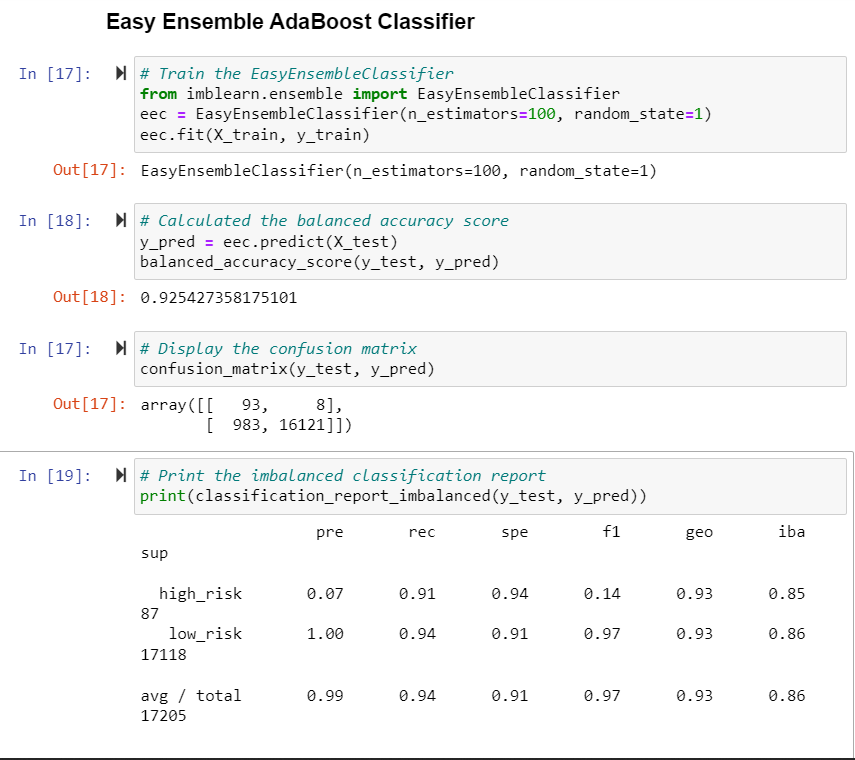 Easy Ensemble AdaBoost Classifier
In [17]: # Train the EasyEnsembleClassifier
from imblearn.ensemble import EasyEnsembleClassifier
eec = EasyEnsembleClassifier(n_estimators=100, random_state=1)
eec.fit(X_train, y_train)
Out[17]: EasyEnsembleClassifier(n_estimators=100, random_state=1)
In [18]: # Calculated the balanced accuracy score
y_pred = eec.predict(X_test)
balanced_accuracy_score(y_test, y_pred)
Out[18]: 0.925427358175101
In [17]: # Display the confusion matrix
confusion_matrix(y_test, y_pred)
Out[17]: array([[   93,     8],
       [  983, 16121]])
In [19]: # Print the imbalanced classification report
print(classification_report_imbalanced(y_test, y_pred))
                   pre       rec       spe        f1       geo       iba
sup
  high_risk       0.07      0.91      0.94      0.14      0.93      0.85
87
   low_risk       1.00      0.94      0.91      0.97      0.93      0.86
17118
avg / total       0.99      0.94      0.91      0.97      0.93      0.86
17205